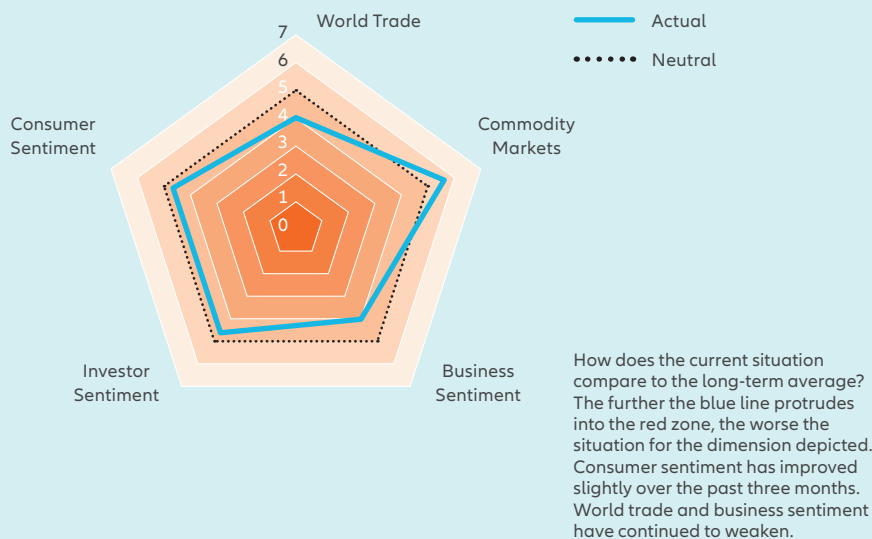 World Trade
7
6
5
4
3
2
1
0
Actual
Neutral
Consumer
Sentiment
Commodity
Markets
Investor
Sentiment
Business
Sentiment
How does the current situation
compare to the long-term average?
The further the blue line protrudes
into the red zone, the worse the
situation for the dimension depicted.
Consumer sentiment has improved
slightly over the past three months.
World trade and business sentiment
have continued to weaken.